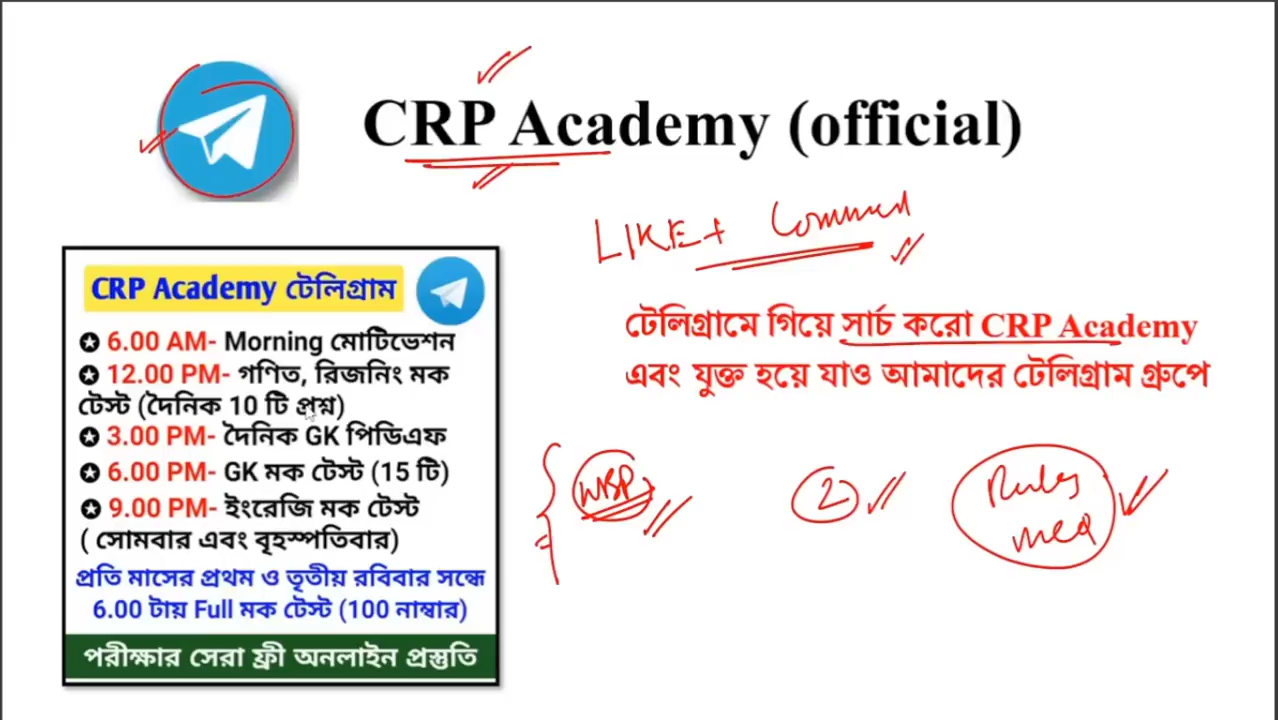 CRP Academy (official)
LIKE +
CRP Academy টেলিগ্রাম
6.00 AM- Morning মোটিভেশন
12.00 PM- গণিত, রিজনিং মক
টেস্ট (দৈনিক 10 টি প্রশ্ন)
3.00 PM- দৈনিক GK পিডিএফ
6.00 PM- GK মক টেস্ট (15 টি)
9.00 PM- ইংরেজি মক টেস্ট
( সোমবার এবং বৃহস্পতিবার)
প্রতি মাসের প্রথম ও তৃতীয় রবিবার সন্ধে
6.00 টায় Full মক টেস্ট (100 নাম্বার)
পরীক্ষার সেরা ফ্রী অনলাইন প্রস্তুতি
টেলিগ্রামে গিয়ে সার্চ করো CRP Academy
এবং যুক্ত হয়ে যাও আমাদের টেলিগ্রাম গ্রুপে
WBP
2
Rules